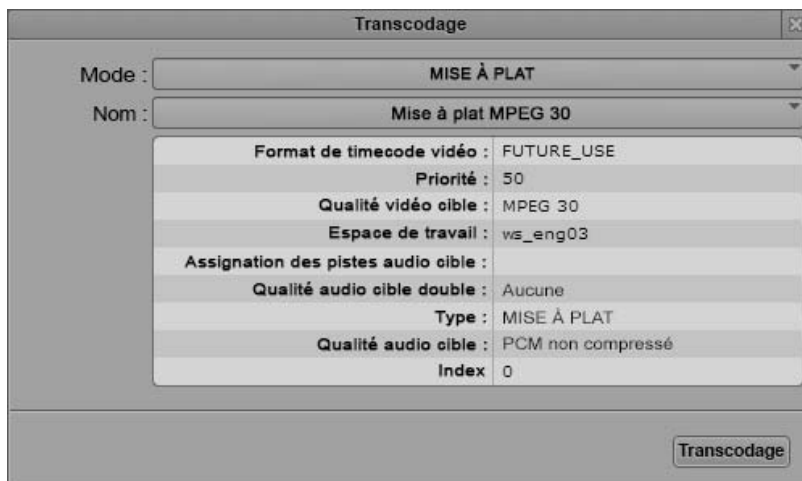 Transcodage
Mode : MISE À PLAT
Nom : Mise à plat MPEG 30
Format de timecode vidéo : FUTURE_USE
Priorité : 50
Qualité vidéo cible : MPEG 30
Espace de travail : ws_eng03
Assignation des pistes audio cible :
Qualité audio cible double : Aucune
Type : MISE À PLAT
Qualité audio cible : PCM non compressé
Index 0
Transcodage